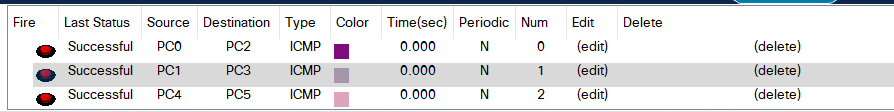 Fire Last Status Source Destination Type Color Time(sec) Periodic Num Edit Delete
Successful PC0 PC2 ICMP 0.000 N 0 (edit) (delete)
Successful PC1 PC3 ICMP 0.000 N 1 (edit) (delete)
Successful PC4 PC5 ICMP 0.000 N 2 (edit) (delete)